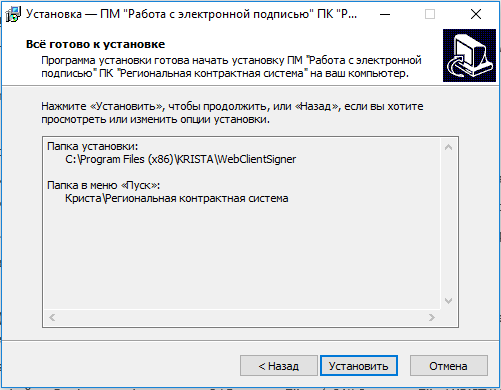 Установка — ПМ "Работа с электронной подписью" ПК "Р...
Всё готово к установке
Программа установки готова начать установку ПМ "Работа с электронной
подписью" ПК "Региональная контрактная система" на ваш компьютер.
Нажмите «Установить», чтобы продолжить, или «Назад», если вы хотите
просмотреть или изменить опции установки.
Папка установки:
C:\Program Files (x86)\KRISTA\WebClientSigner
Папка в меню «Пуск»:
Криста\Региональная контрактная система
< Назад
Установить
Отмена